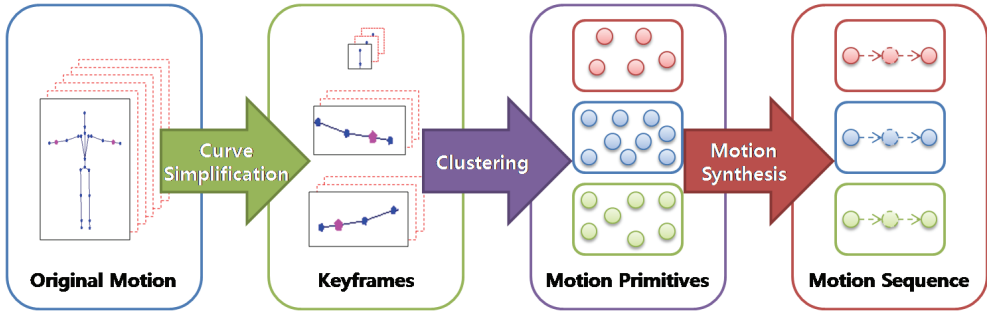 Curve
Simplification
Clustering
Motion
Synthesis
Original Motion
Keyframes
Motion Primitives
Motion Sequence